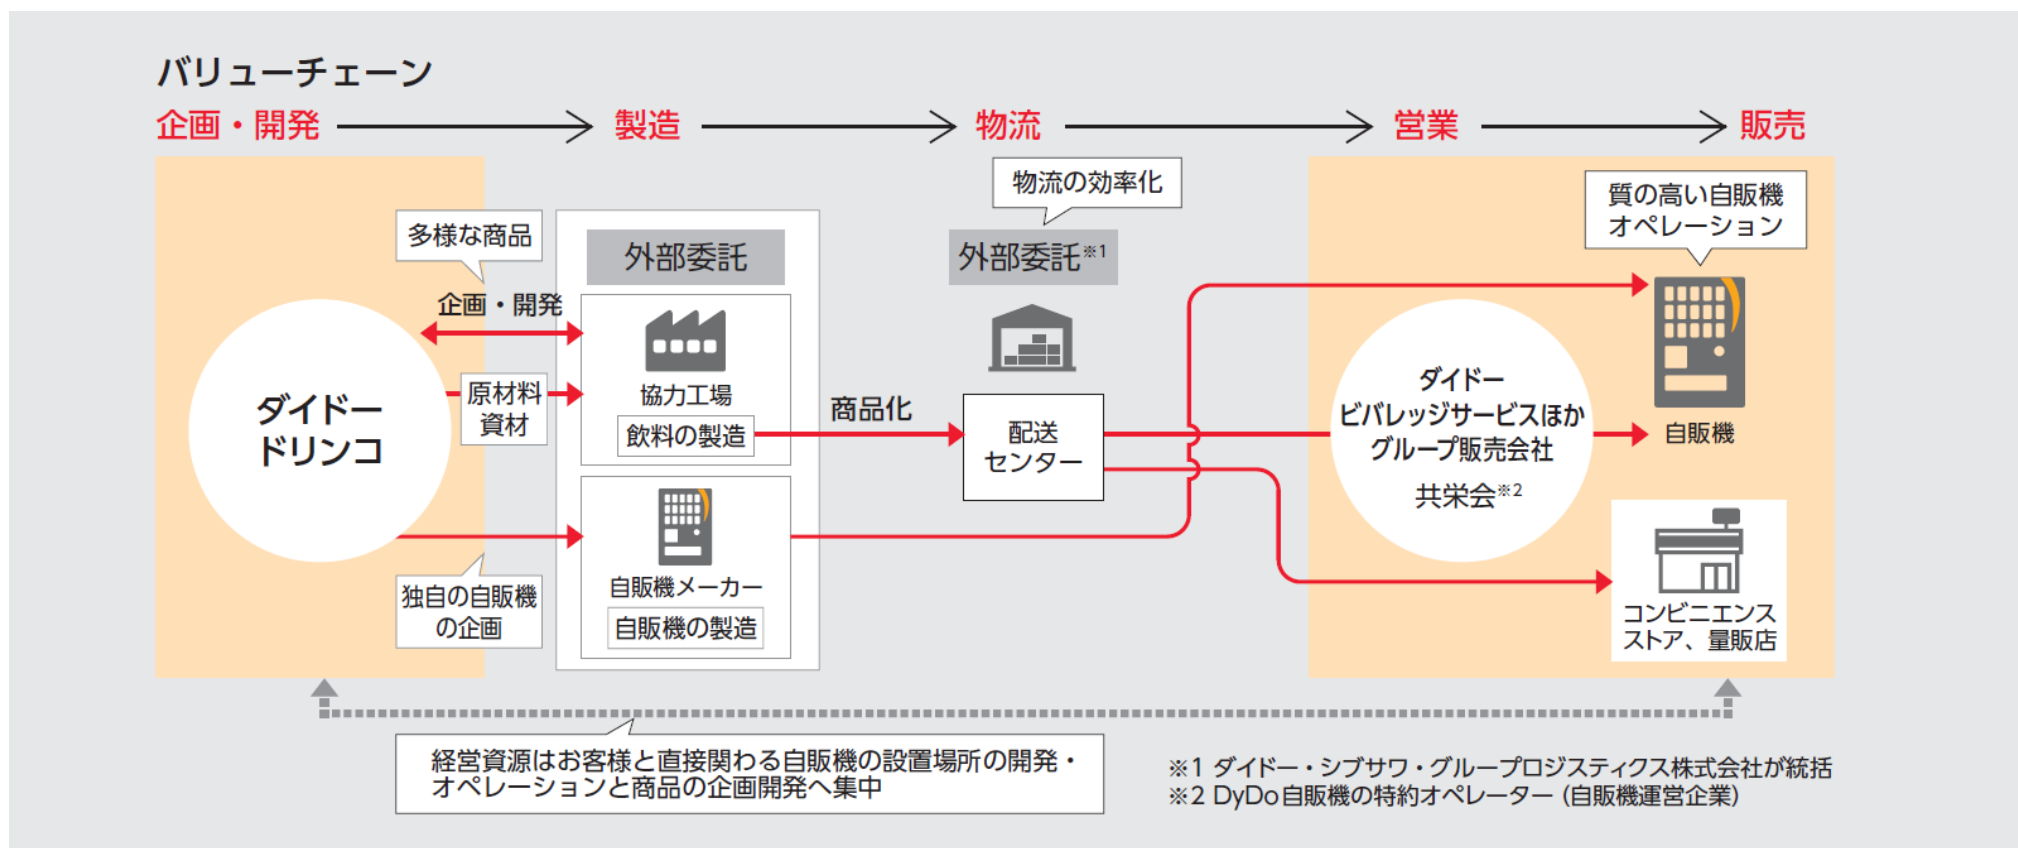 バリューチェーン
企画・開発
製造
物流
営業
販売
物流の効率化
質の高い自販機
オペレーション
多様な商品
外部委託
外部委託※1
企画・開発
ダイドー
ドリンコ
原材料
資材
協力工場
飲料の製造
商品化
配送
センター
ダイドー
ビバレッジサービスほか
グループ販売会社
共栄会※2
自販機
独自の自販機
の企画
自販機メーカー
自販機の製造
コンビニエンス
ストア、量販店
経営資源はお客様と直接関わる自販機の設置場所の開発・
オペレーションと商品の企画開発へ集中
※1 ダイドー・シブサワ・グループロジスティクス株式会社が統括
※2 DyDo自販機の特約オペレーター（自販機運営企業）